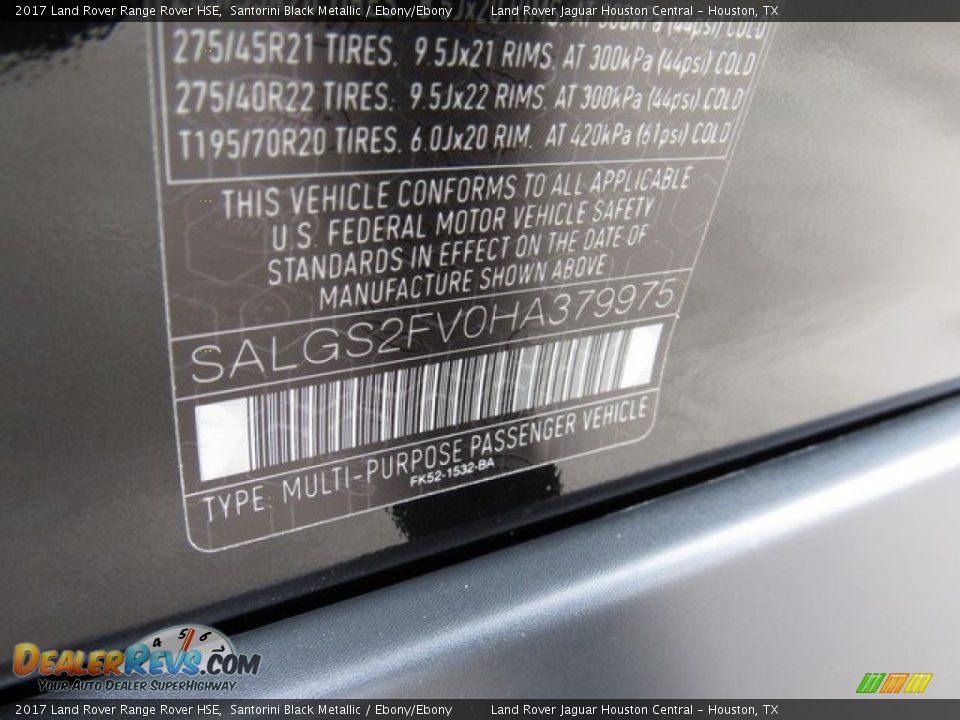 2017 Land Rover Range Rover HSE, Santorini Black Metallic / Ebony/Ebony Land Rover Jaguar Houston Central - Houston, TX
(44psi) COLD
275/45R21 TIRES. 9.5Jx21 RIMS. AT 300kPa (44psi) COLD
275/40R22 TIRES. 9.5Jx22 RIMS. AT 300kPa (44psi) COLD
T195/70R20 TIRES. 6.0Jx20 RIM. AT 420kPa (61psi) COLD
THIS VEHICLE CONFORMS TO ALL APPLICABLE
U.S. FEDERAL MOTOR VEHICLE SAFETY
STANDARDS IN EFFECT ON THE DATE OF
MANUFACTURE SHOWN ABOVE
SALGS2FV0HA379975
TYPE: MULTI-PURPOSE PASSENGER VEHICLE
FK52-1532-BA
4 5 6
DEALERREVS.COM
YOUR AUTO DEALER SUPERHIGHWAY
2017 Land Rover Range Rover HSE, Santorini Black Metallic / Ebony/Ebony Land Rover Jaguar Houston Central - Houston, TX